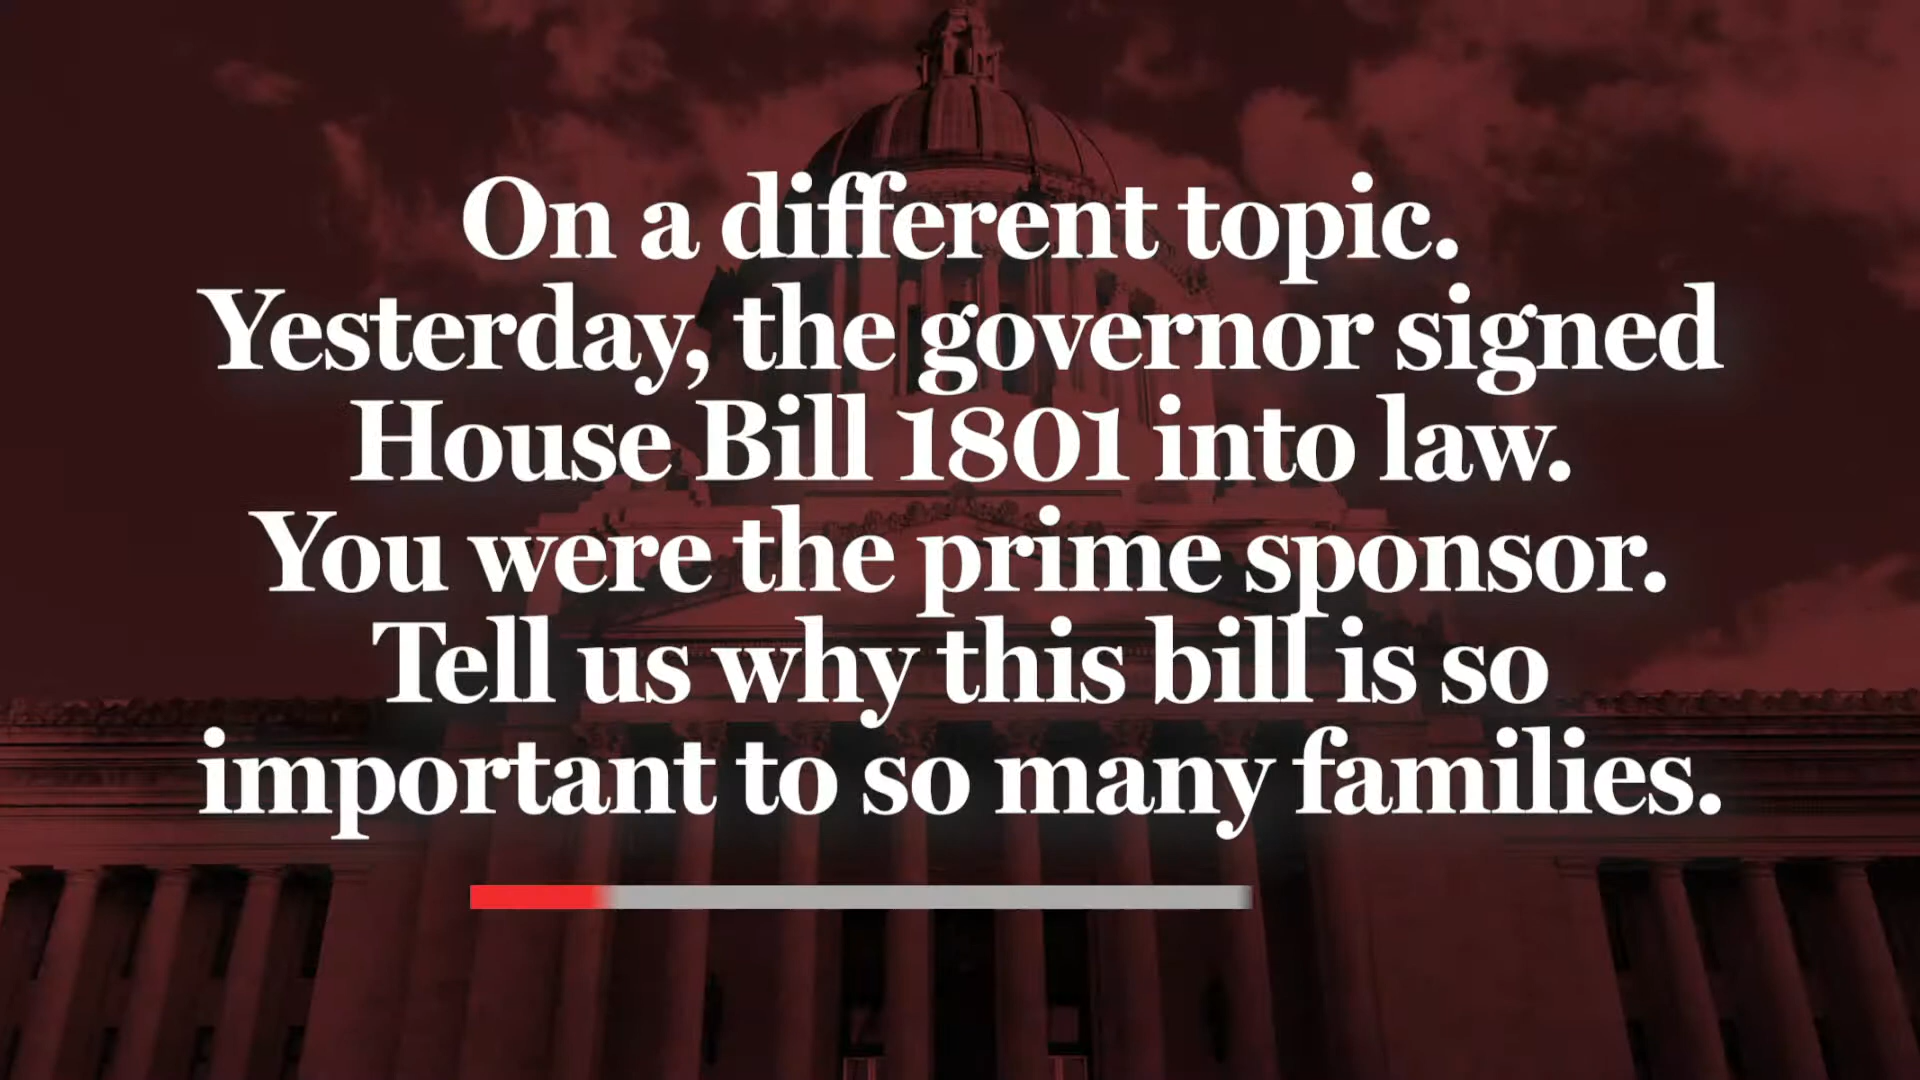 On a different topic.
Yesterday, the governor signed
House Bill 1801 into law.
You were the prime sponsor.
Tell us why this bill is so
important to so many families.